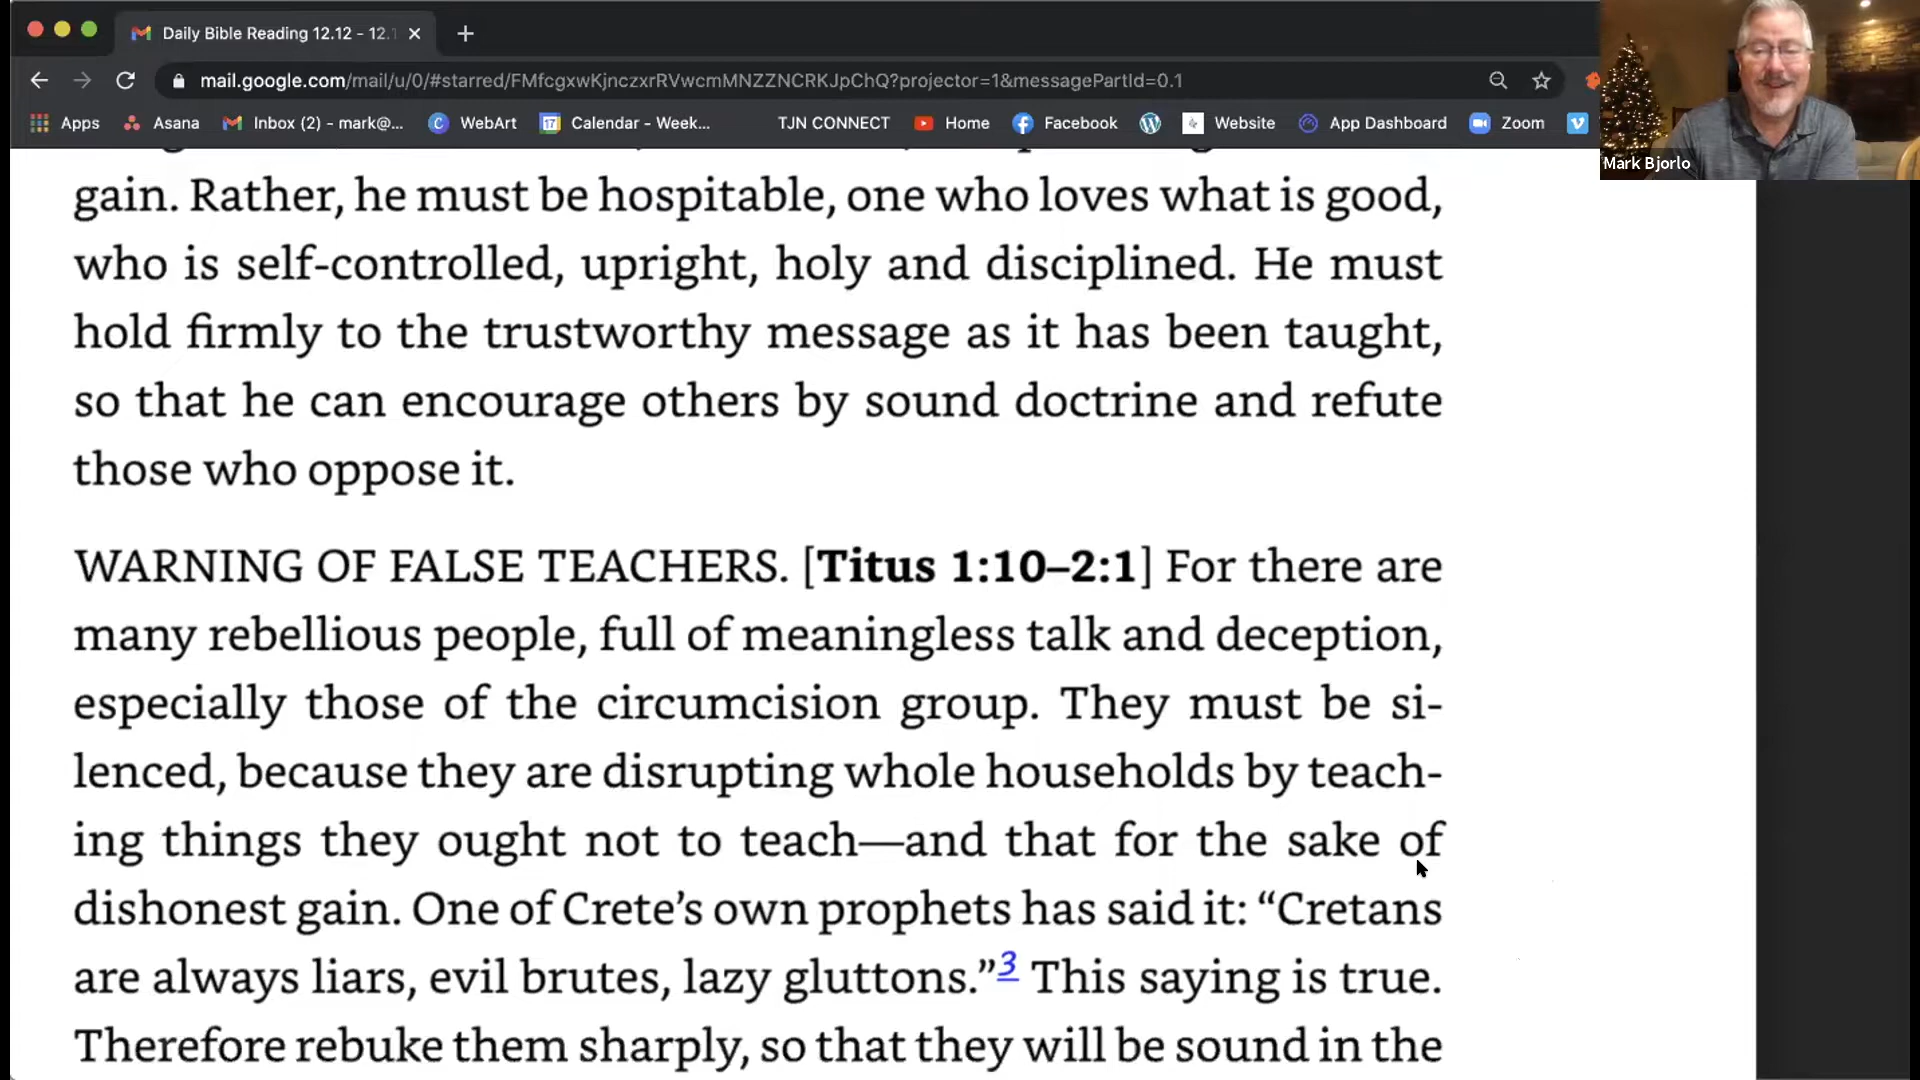 Daily Bible Reading 12.12 - 12.1
mail.google.com/mail/u/0/#starred/FMfcgxwKjnczxrRVwcmMNZZNCRKJpChQ?projector=1&messagePartId=0.1
Apps Asana Inbox (2) - mark@... WebArt Calendar - Week... TJN CONNECT Home Facebook Website App Dashboard Zoom
Mark Bjorlo
gain. Rather, he must be hospitable, one who loves what is good,
who is self-controlled, upright, holy and disciplined. He must
hold firmly to the trustworthy message as it has been taught,
so that he can encourage others by sound doctrine and refute
those who oppose it.
WARNING OF FALSE TEACHERS. [Titus 1:10–2:1] For there are
many rebellious people, full of meaningless talk and deception,
especially those of the circumcision group. They must be si-
lenced, because they are disrupting whole households by teach-
ing things they ought not to teach—and that for the sake of
dishonest gain. One of Crete’s own prophets has said it: “Cretans
are always liars, evil brutes, lazy gluttons.”3 This saying is true.
Therefore rebuke them sharply, so that they will be sound in the